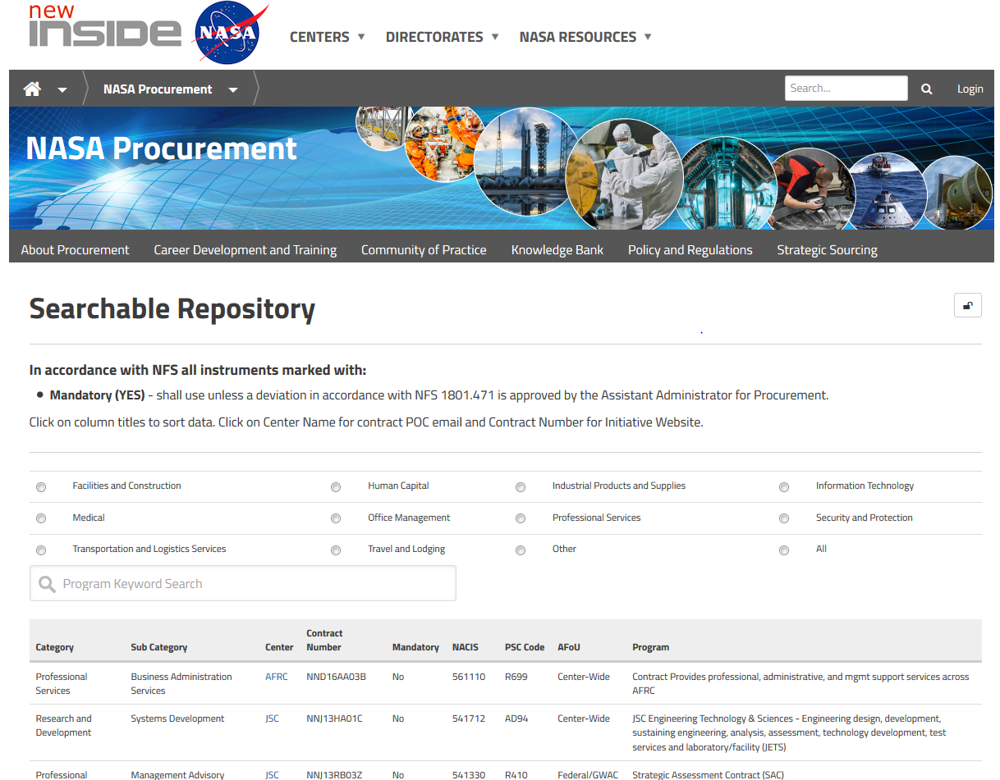 new
inside
NASA
CENTERS ▼ DIRECTORATES ▼ NASA RESOURCES ▼
NASA Procurement
Search...
Login
NASA Procurement
About Procurement Career Development and Training Community of Practice Knowledge Bank Policy and Regulations Strategic Sourcing
Searchable Repository
In accordance with NFS all instruments marked with:
• Mandatory (YES) - shall use unless a deviation in accordance with NFS 1801.471 is approved by the Assistant Administrator for Procurement.
Click on column titles to sort data. Click on Center Name for contract POC email and Contract Number for Initiative Website.
Facilities and Construction Human Capital Industrial Products and Supplies Information Technology
Medical Office Management Professional Services Security and Protection
Transportation and Logistics Services Travel and Lodging Other All
Program Keyword Search
Contract
Category Sub Category Center Number Mandatory NACIS PSC Code AFoU Program
Professional Business Administration AFRC NND16AA03B No 561110 R699 Center-Wide Contract Provides professional, administrative, and mgmt support services across
Services Services AFRC
Research and Systems Development JSC NNJ13HA01C No 541712 AD94 Center-Wide JSC Engineering Technology & Sciences - Engineering design, development,
Development sustaining engineering, analysis, assessment, technology development, test
services and laboratory/facility (JETS)
Professional Management Advisory JSC NNJ13RB03Z No 541330 R410 Federal/GWAC Strategic Assessment Contract (SAC)